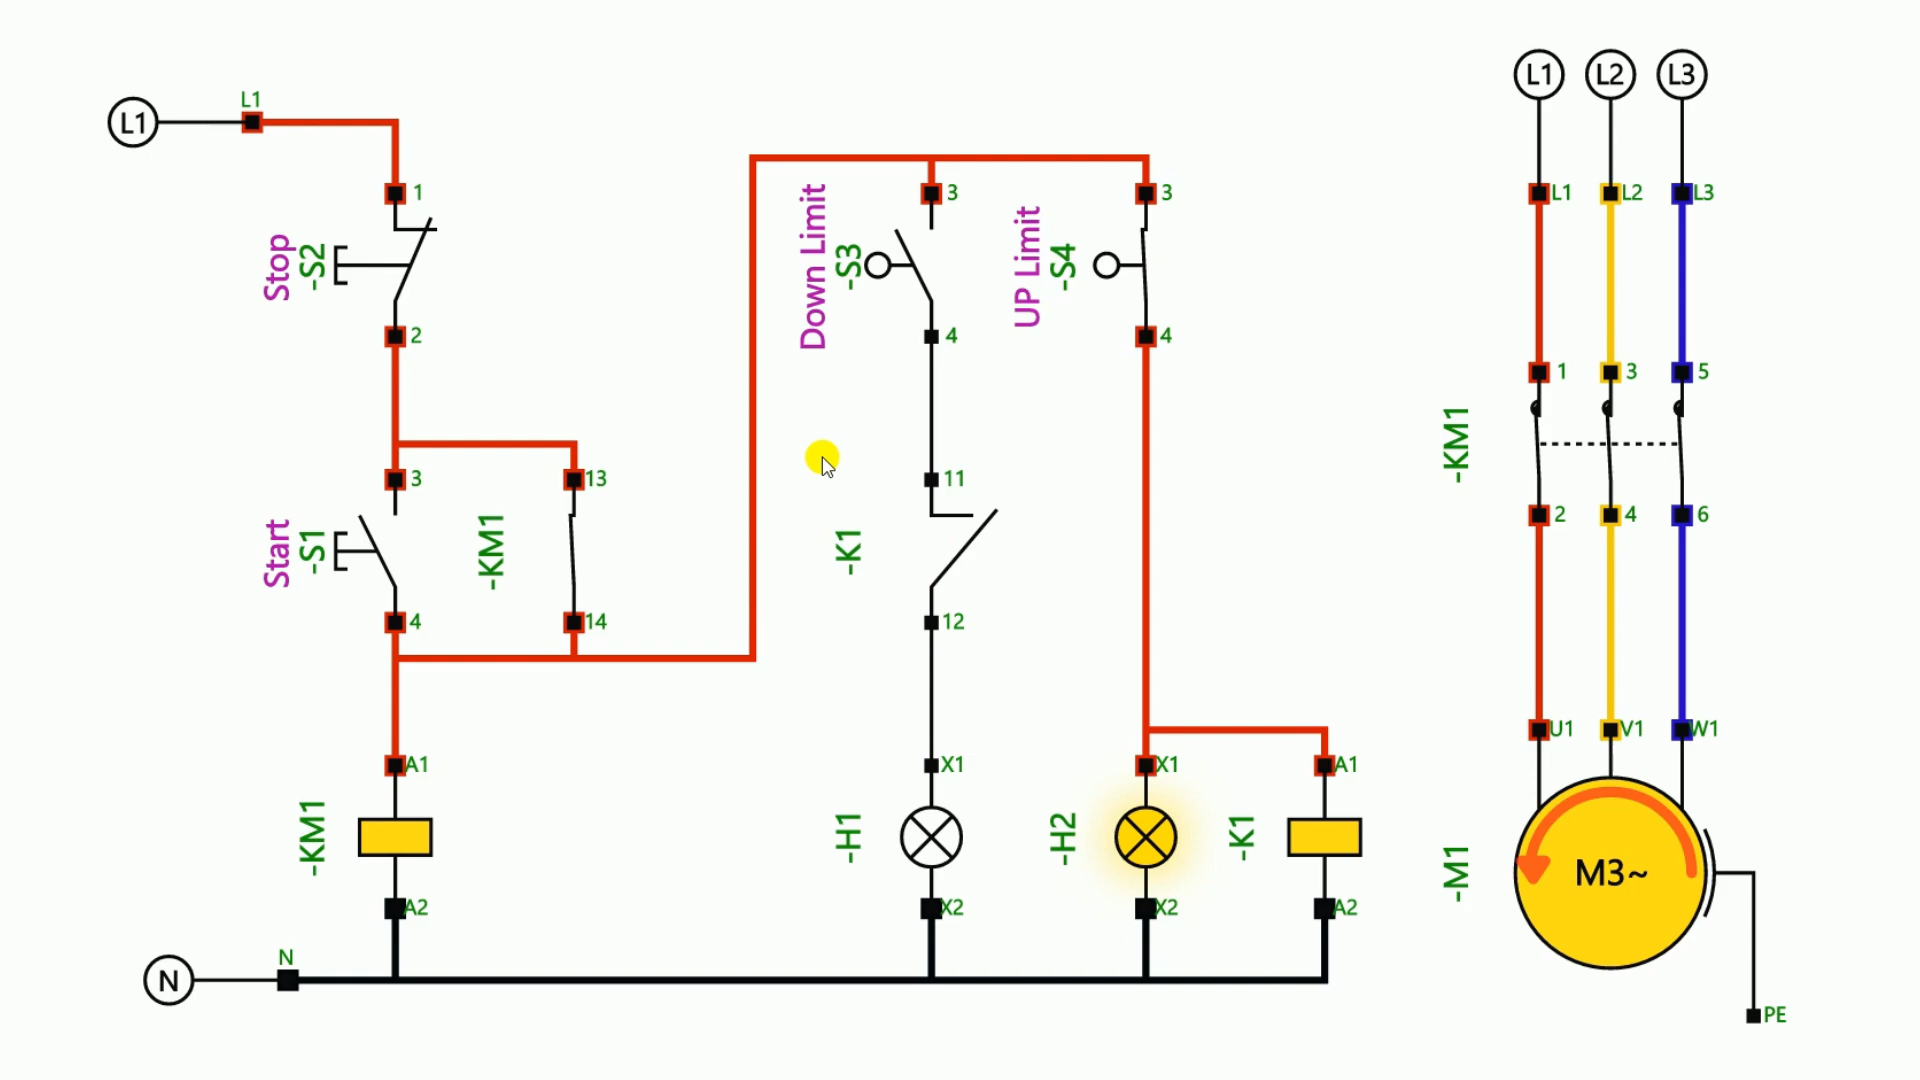 L1
L1
1
Stop
-S2
2
3
13
Start
-S1
-KM1
4
14
A1
-KM1
A2
N
N
3
Down Limit
-S3
4
11
-K1
12
X1
-H1
X2
3
UP Limit
-S4
4
X1
-H2
X2
A1
-K1
A2
L1
L2
L3
L1
L2
L3
1
3
5
-KM1
2
4
6
U1
V1
W1
-M1
M3~
PE